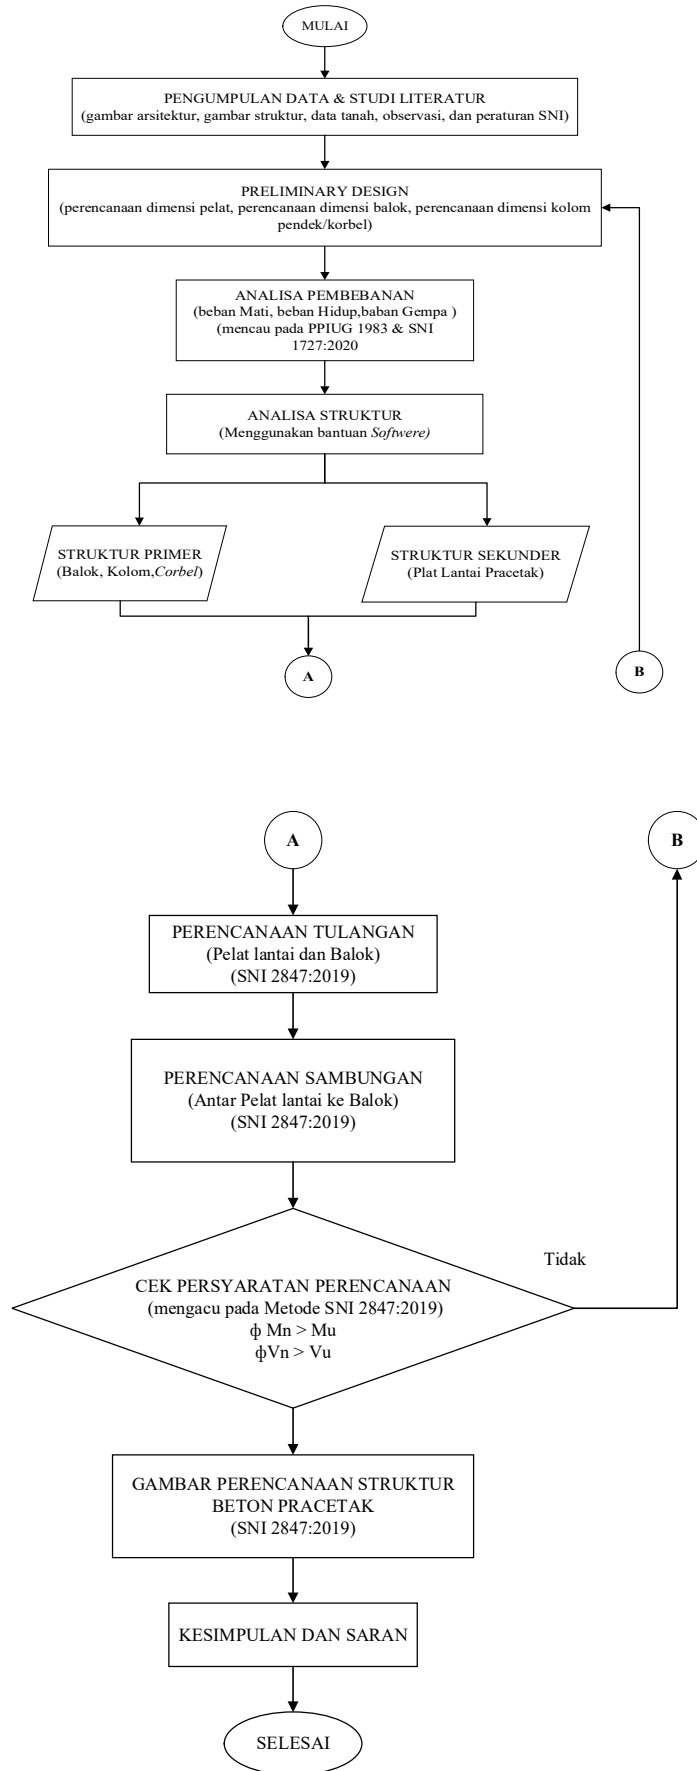 MULAI
PENGUMPULAN DATA & STUDI LITERATUR
(gambar arsitektur, gambar struktur, data tanah, observasi, dan peraturan SNI)
PRELIMINARY DESIGN
(perencanaan dimensi pelat, perencanaan dimensi balok, perencanaan dimensi kolom
pendek/korbel)
ANALISA PEMBEBANAN
(beban Mati, beban Hidup,baban Gempa )
(mencau pada PPIUG 1983 & SNI
1727:2020
ANALISA STRUKTUR
(Menggunakan bantuan Softwere)
STRUKTUR PRIMER
(Balok, Kolom,Corbel)
STRUKTUR SEKUNDER
(Plat Lantai Pracetak)
A
B
A
B
PERENCANAAN TULANGAN
(Pelat lantai dan Balok)
(SNI 2847:2019)
PERENCANAAN SAMBUNGAN
(Antar Pelat lantai ke Balok)
(SNI 2847:2019)
Tidak
CEK PERSYARATAN PERENCANAAN
(mengacu pada Metode SNI 2847:2019)
ф Mn > Mu
фVn > Vu
GAMBAR PERENCANAAN STRUKTUR
BETON PRACETAK
(SNI 2847:2019)
KESIMPULAN DAN SARAN
SELESAI